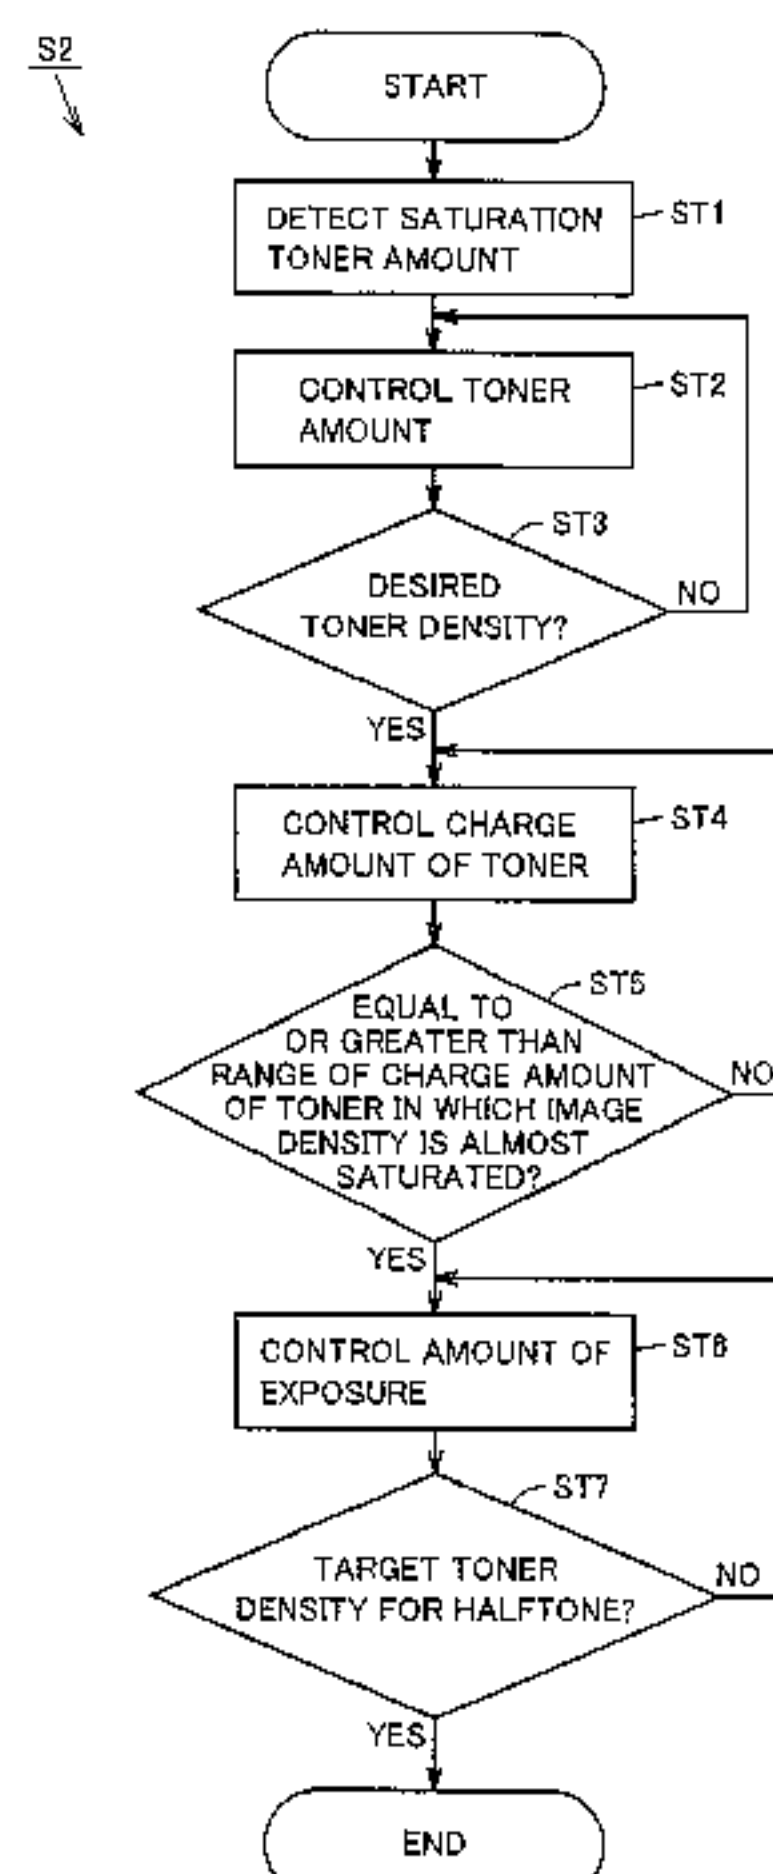 S2
START
DETECT SATURATION
TONER AMOUNT
ST1
CONTROL TONER
AMOUNT
ST2
ST3
DESIRED
TONER DENSITY?
NO
YES
CONTROL CHARGE
AMOUNT OF TONER
ST4
ST5
EQUAL TO
OR GREATER THAN
RANGE OF CHARGE AMOUNT
OF TONER IN WHICH IMAGE
DENSITY IS ALMOST
SATURATED?
NO
YES
CONTROL AMOUNT OF
EXPOSURE
ST6
ST7
TARGET TONER
DENSITY FOR HALFTONE?
NO
YES
END